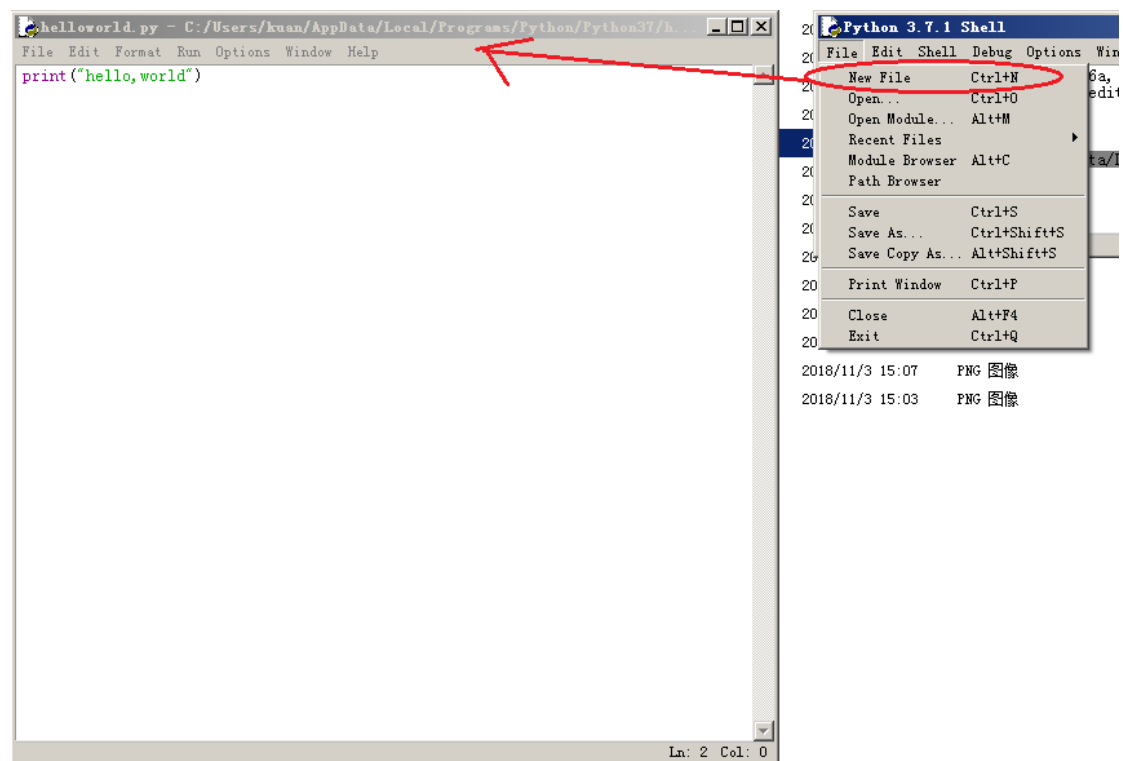 helloworld.py - C:/Users/kuan/AppData/Local/Programs/Python/Python37/h...
File Edit Format Run Options Window Help
print("hello,world")
Ln: 2 Col: 0
Python 3.7.1 Shell
File Edit Shell Debug Options Win
New File Ctrl+N
Open... Ctrl+O
Open Module... Alt+M
Recent Files
Module Browser Alt+C
Path Browser
Save Ctrl+S
Save As... Ctrl+Shift+S
Save Copy As... Alt+Shift+S
Print Window Ctrl+P
Close Alt+F4
Exit Ctrl+Q
6a,
edit
2018/11/3 15:07 PNG 图像
2018/11/3 15:03 PNG 图像